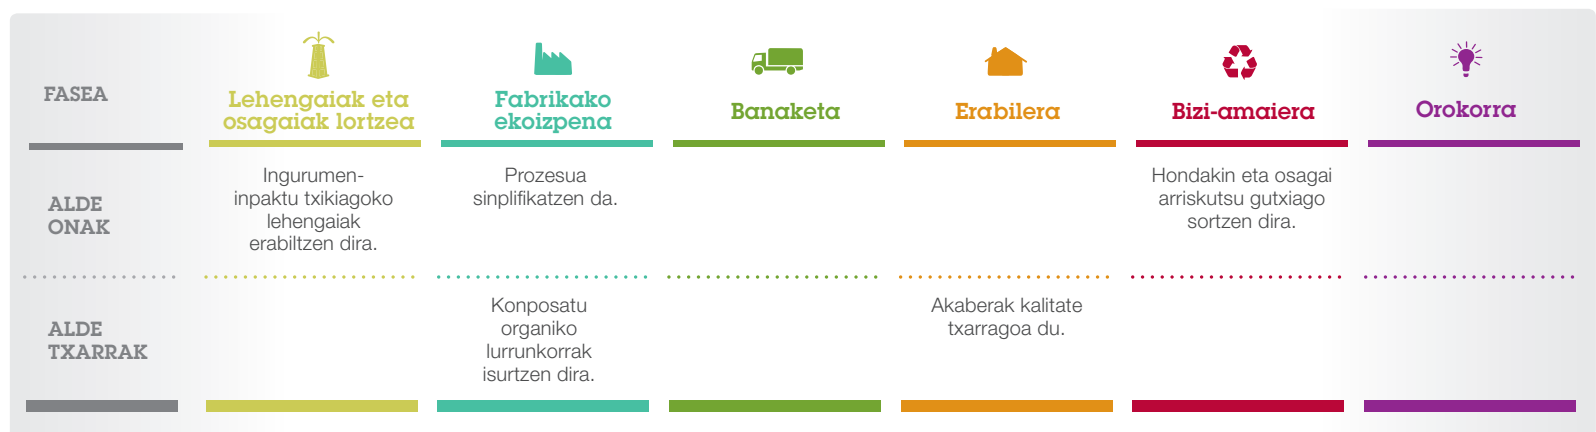 FASEA
Lehengaiak eta
osagaiak lortzea
Fabrikako
ekoizpena
Banaketa
Erabilera
Bizi-amaiera
Orokorra
ALDE
ONAK
Ingurumen-
inpaktu txikiagoko
lehengaiak
erabiltzen dira.
Prozesua
sinplifikatzen da.
Hondakin eta osagai
arriskutsu gutxiago
sortzen dira.
ALDE
TXARRAK
Konposatu
organiko
lurrunkorrak
isurtzen dira.
Akaberak kalitate
txarragoa du.